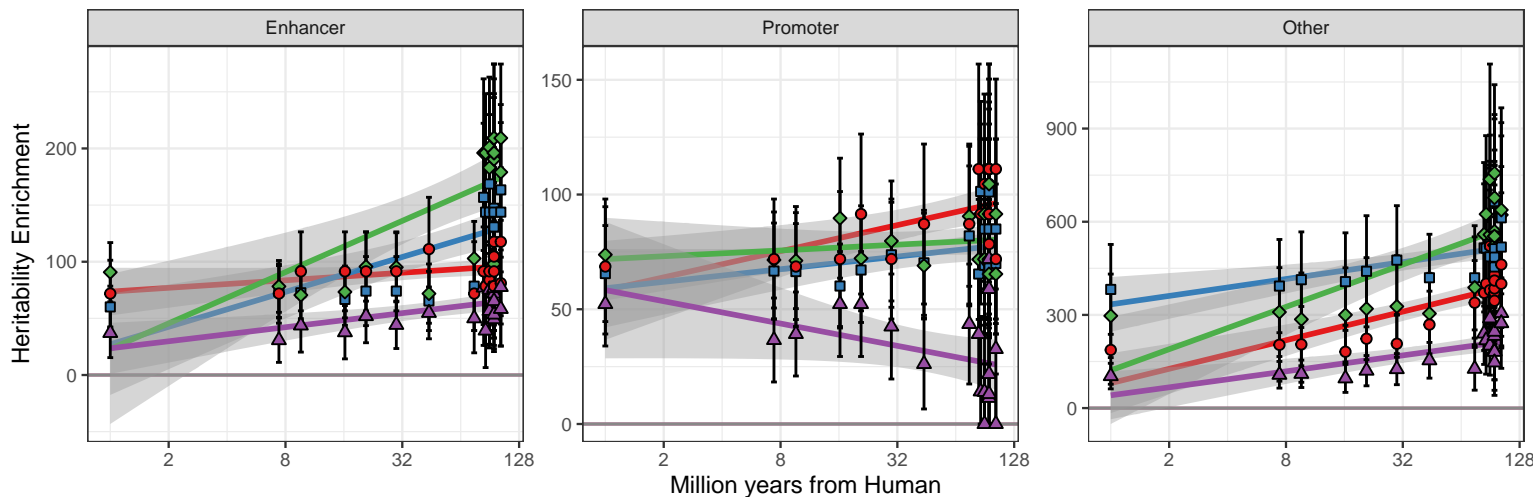 Enhancer
Promoter
Other
Heritability Enrichment
200
100
0
150
100
50
0
900
600
300
0
2 8 32 128
2 8 32 128
2 8 32 128
Million years from Human